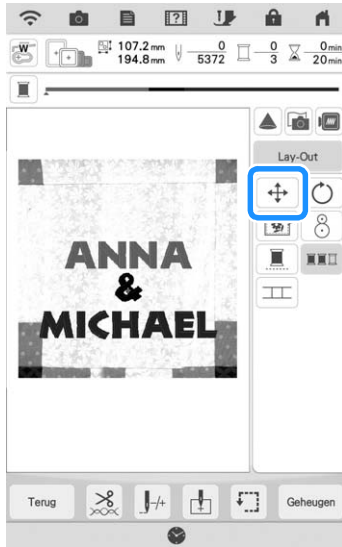 W
107.2 mm
194.8 mm
0
5372
0
3
0 min
20 min
Lay-Out
ANNA
&
MICHAEL
Terug
-/+
Geheugen